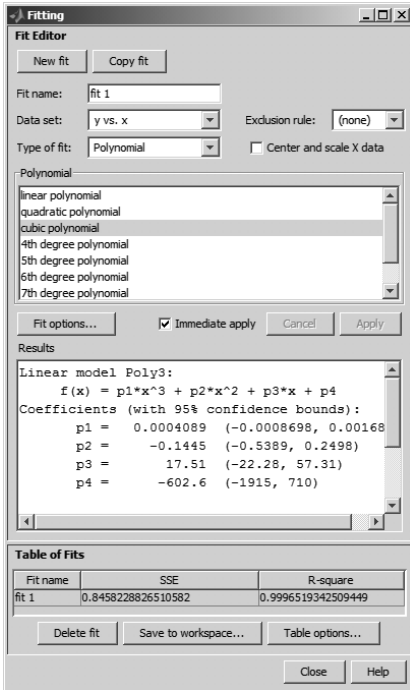 Fitting
Fit Editor
New fit Copy fit
Fit name: fit 1
Data set: y vs. x Exclusion rule: (none)
Type of fit: Polynomial Center and scale X data
Polynomial
linear polynomial
quadratic polynomial
cubic polynomial
4th degree polynomial
5th degree polynomial
6th degree polynomial
7th degree polynomial
Fit options... Immediate apply Cancel Apply
Results
Linear model Poly3:
f(x) = p1*x^3 + p2*x^2 + p3*x + p4
Coefficients (with 95% confidence bounds):
p1 = 0.0004089 (-0.0008698, 0.00168
p2 = -0.1445 (-0.5389, 0.2498)
p3 = 17.51 (-22.28, 57.31)
p4 = -602.6 (-1915, 710)
Table of Fits
Fit name SSE R-square
fit 1 0.8458228826510582 0.9996519342509449
Delete fit Save to workspace... Table options...
Close Help